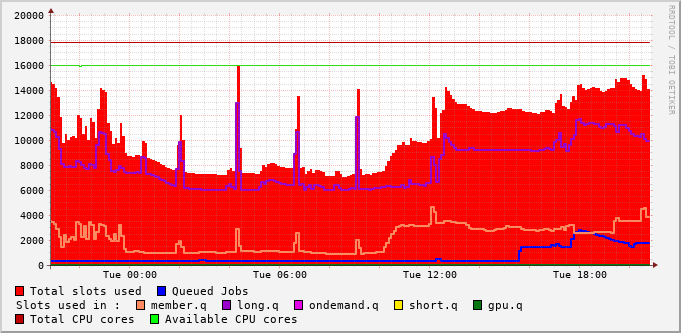 20000
18000
16000
14000
12000
10000
8000
6000
4000
2000
0
Tue 00:00 Tue 06:00 Tue 12:00 Tue 18:00
RRDTOOL / TOBI OETIKER
Total slots used Queued Jobs
Slots used in : member.q long.q ondemand.q short.q gpu.q
Total CPU cores Available CPU cores